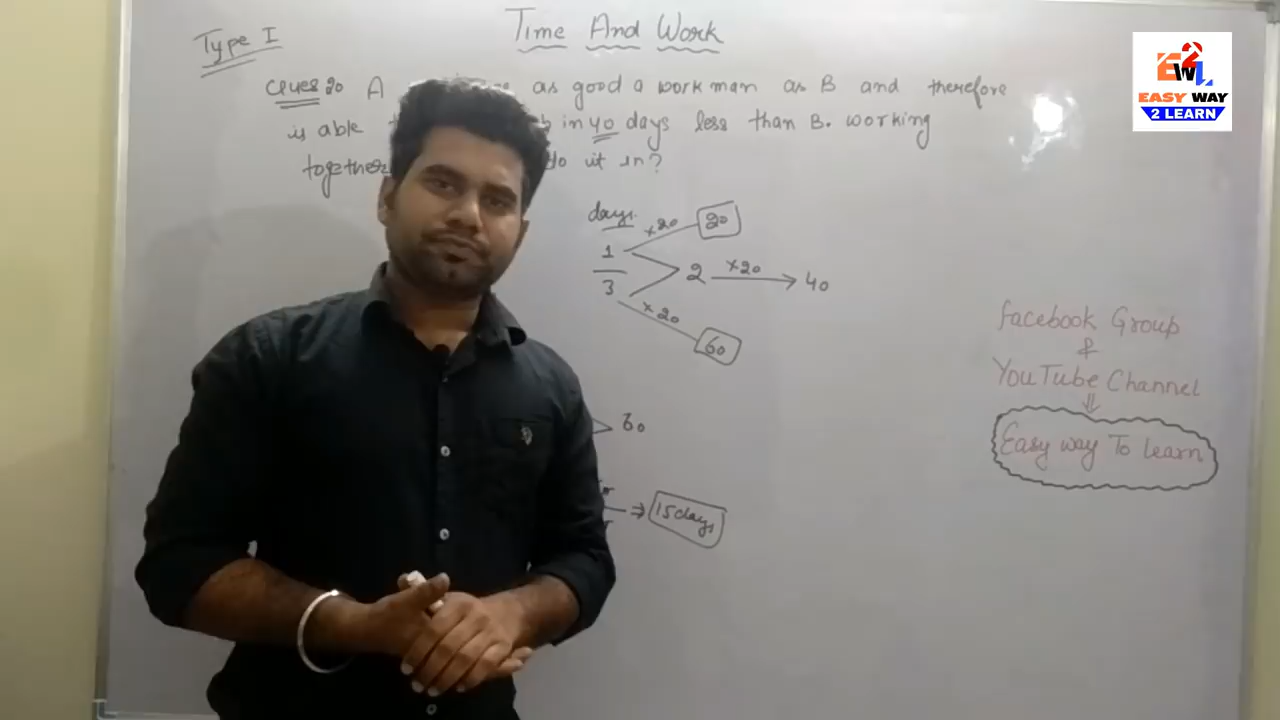 Type I
Time And Work
EW2L
EASY WAY
2 LEARN
Ques 20 A as good a workman as B and therefore
is able in 40 days less than B. working
together do it in?
days
1 ×20 20
2 ×20 40
3 ×20 60
60
⇒ 15 days
Facebook Group
&
YouTube Channel
⇓
Easy way To learn